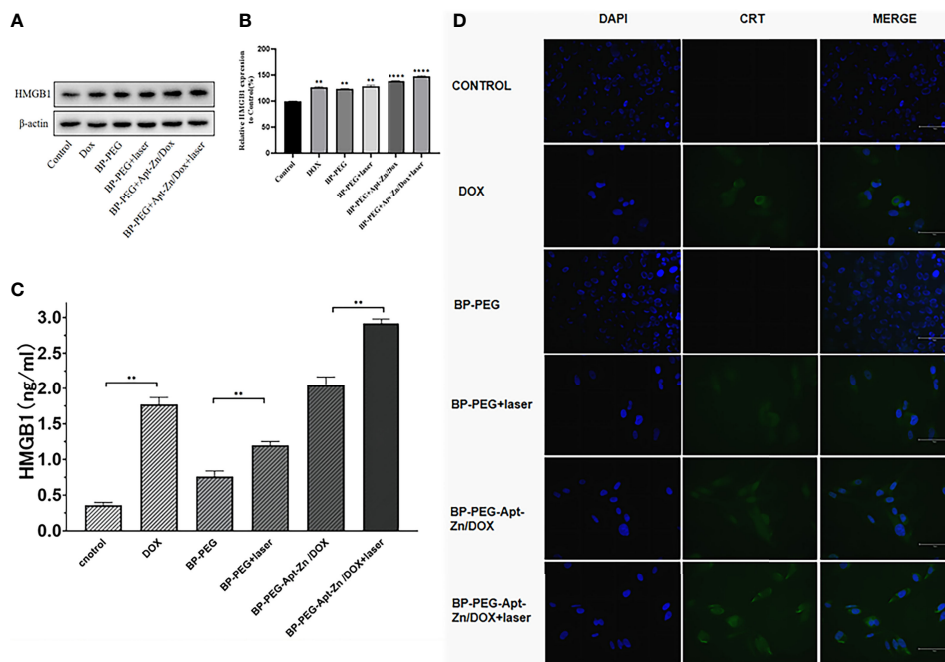 A
HMGB1
β-actin
Control
Dox
BP-PEG
BP-PEG+laser
BP-PEG+Apt-Zn/Dox
BP-PEG+Apt-Zn/Dox+laser
B
Relative HMGB1 expression
to Control(%)
200
150
100
50
0
**
**
**
****
****
Control
DOX
BP-PEG
BP-PEG+laser
BP-PEG+Apt-Zn/Dox
BP-PEG+Apt-Zn/Dox+laser
C
HMGB1 (ng/ml)
3.0
2.5
2.0
1.5
1.0
0.5
0.0
**
**
**
cnotrol
DOX
BP-PEG
BP-PEG+laser
BP-PEG-Apt-Zn /DOX
BP-PEG-Apt-Zn /DOX+laser
D
DAPI CRT MERGE
CONTROL
DOX
BP-PEG
BP-PEG+laser
BP-PEG-Apt-
Zn/DOX
BP-PEG-Apt-
Zn/DOX+laser